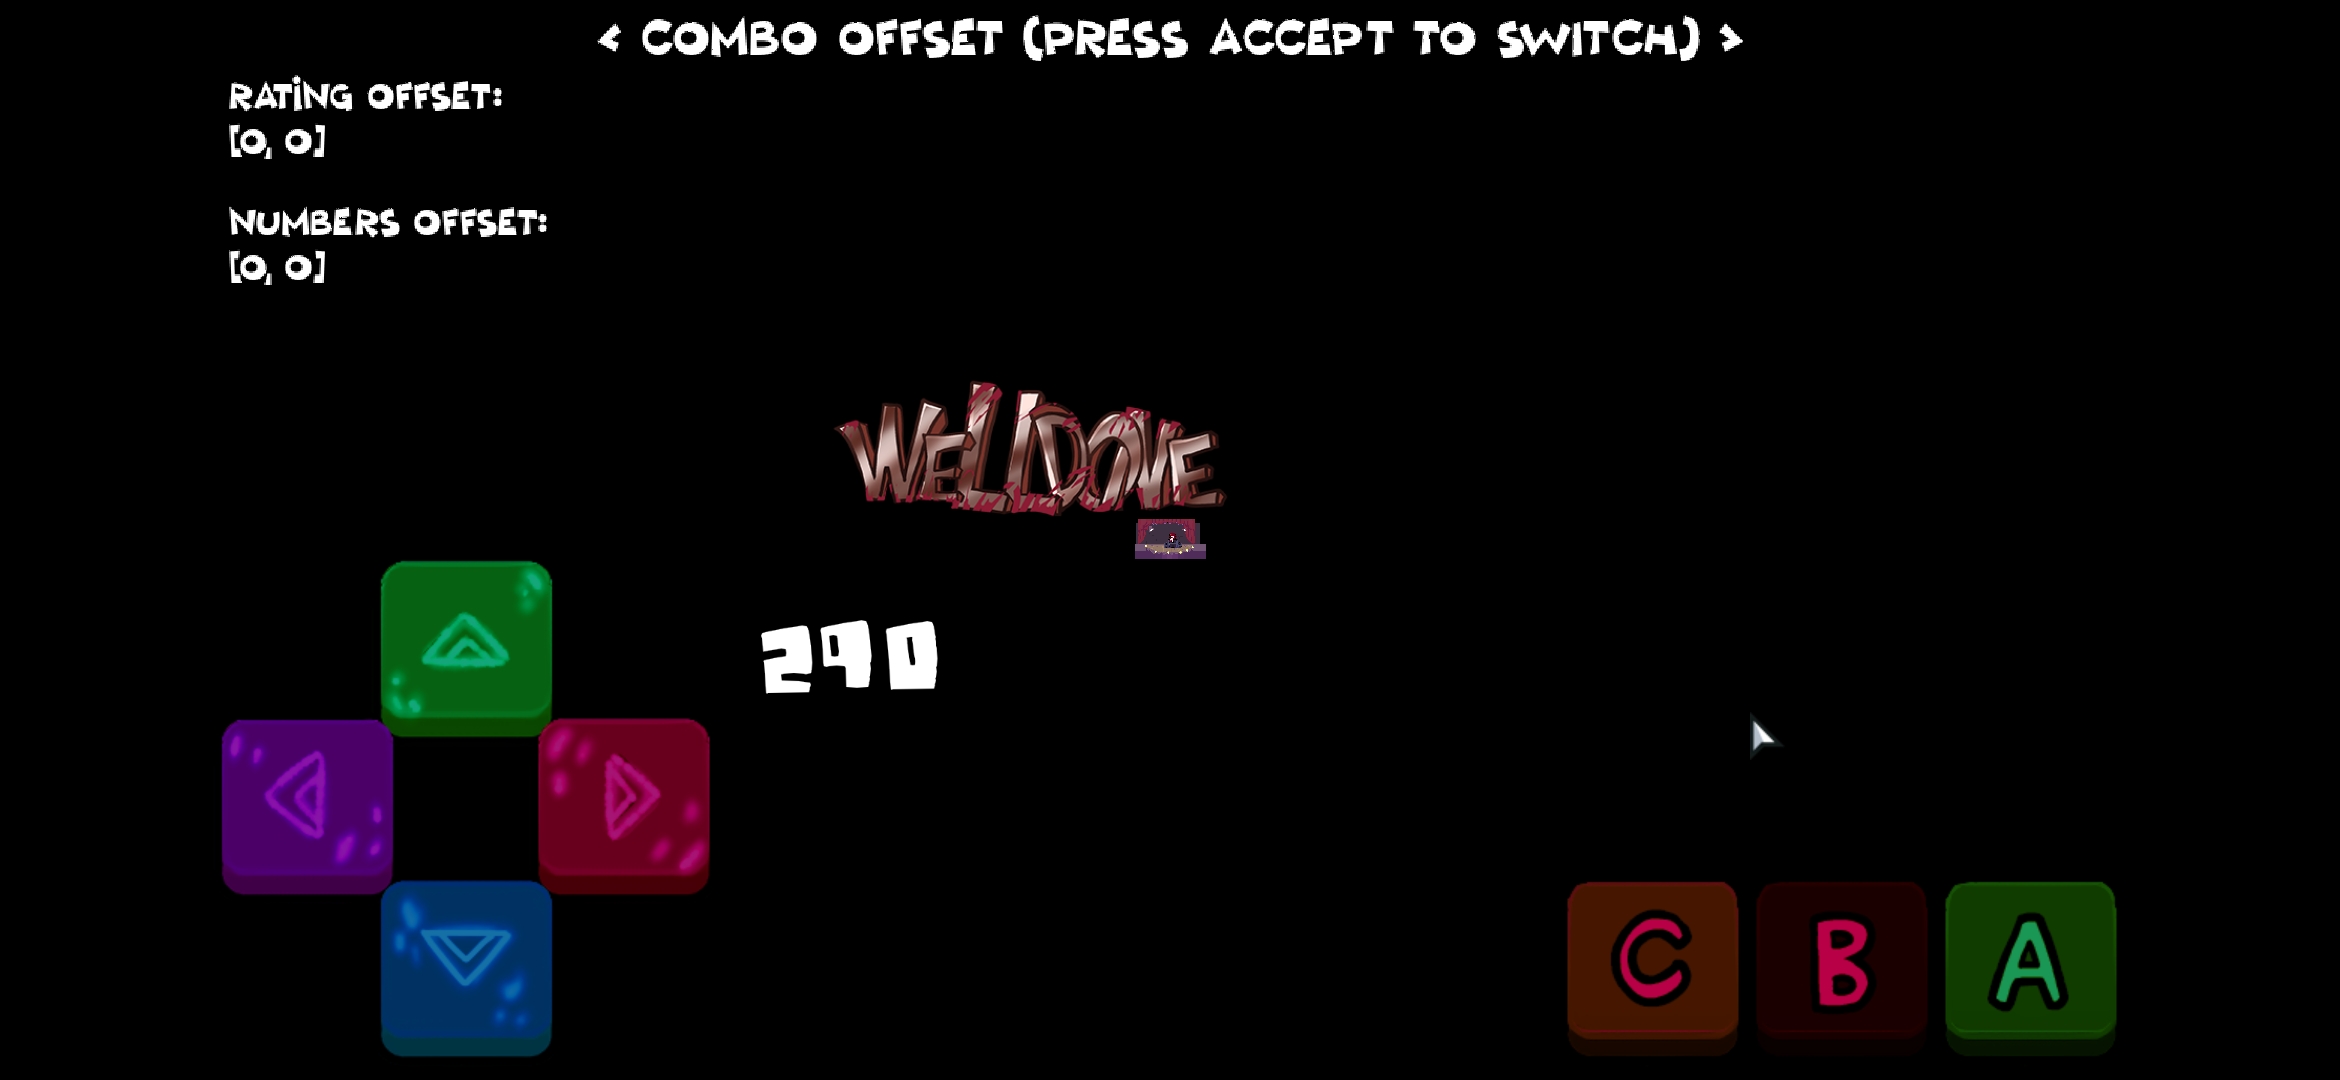 < COMBO OFFSET (PRESS ACCEPT TO SWITCH) >
RATING OFFSET:
[0, 0]
NUMBERS OFFSET:
[0, 0]
WELLDONE
290
C B A